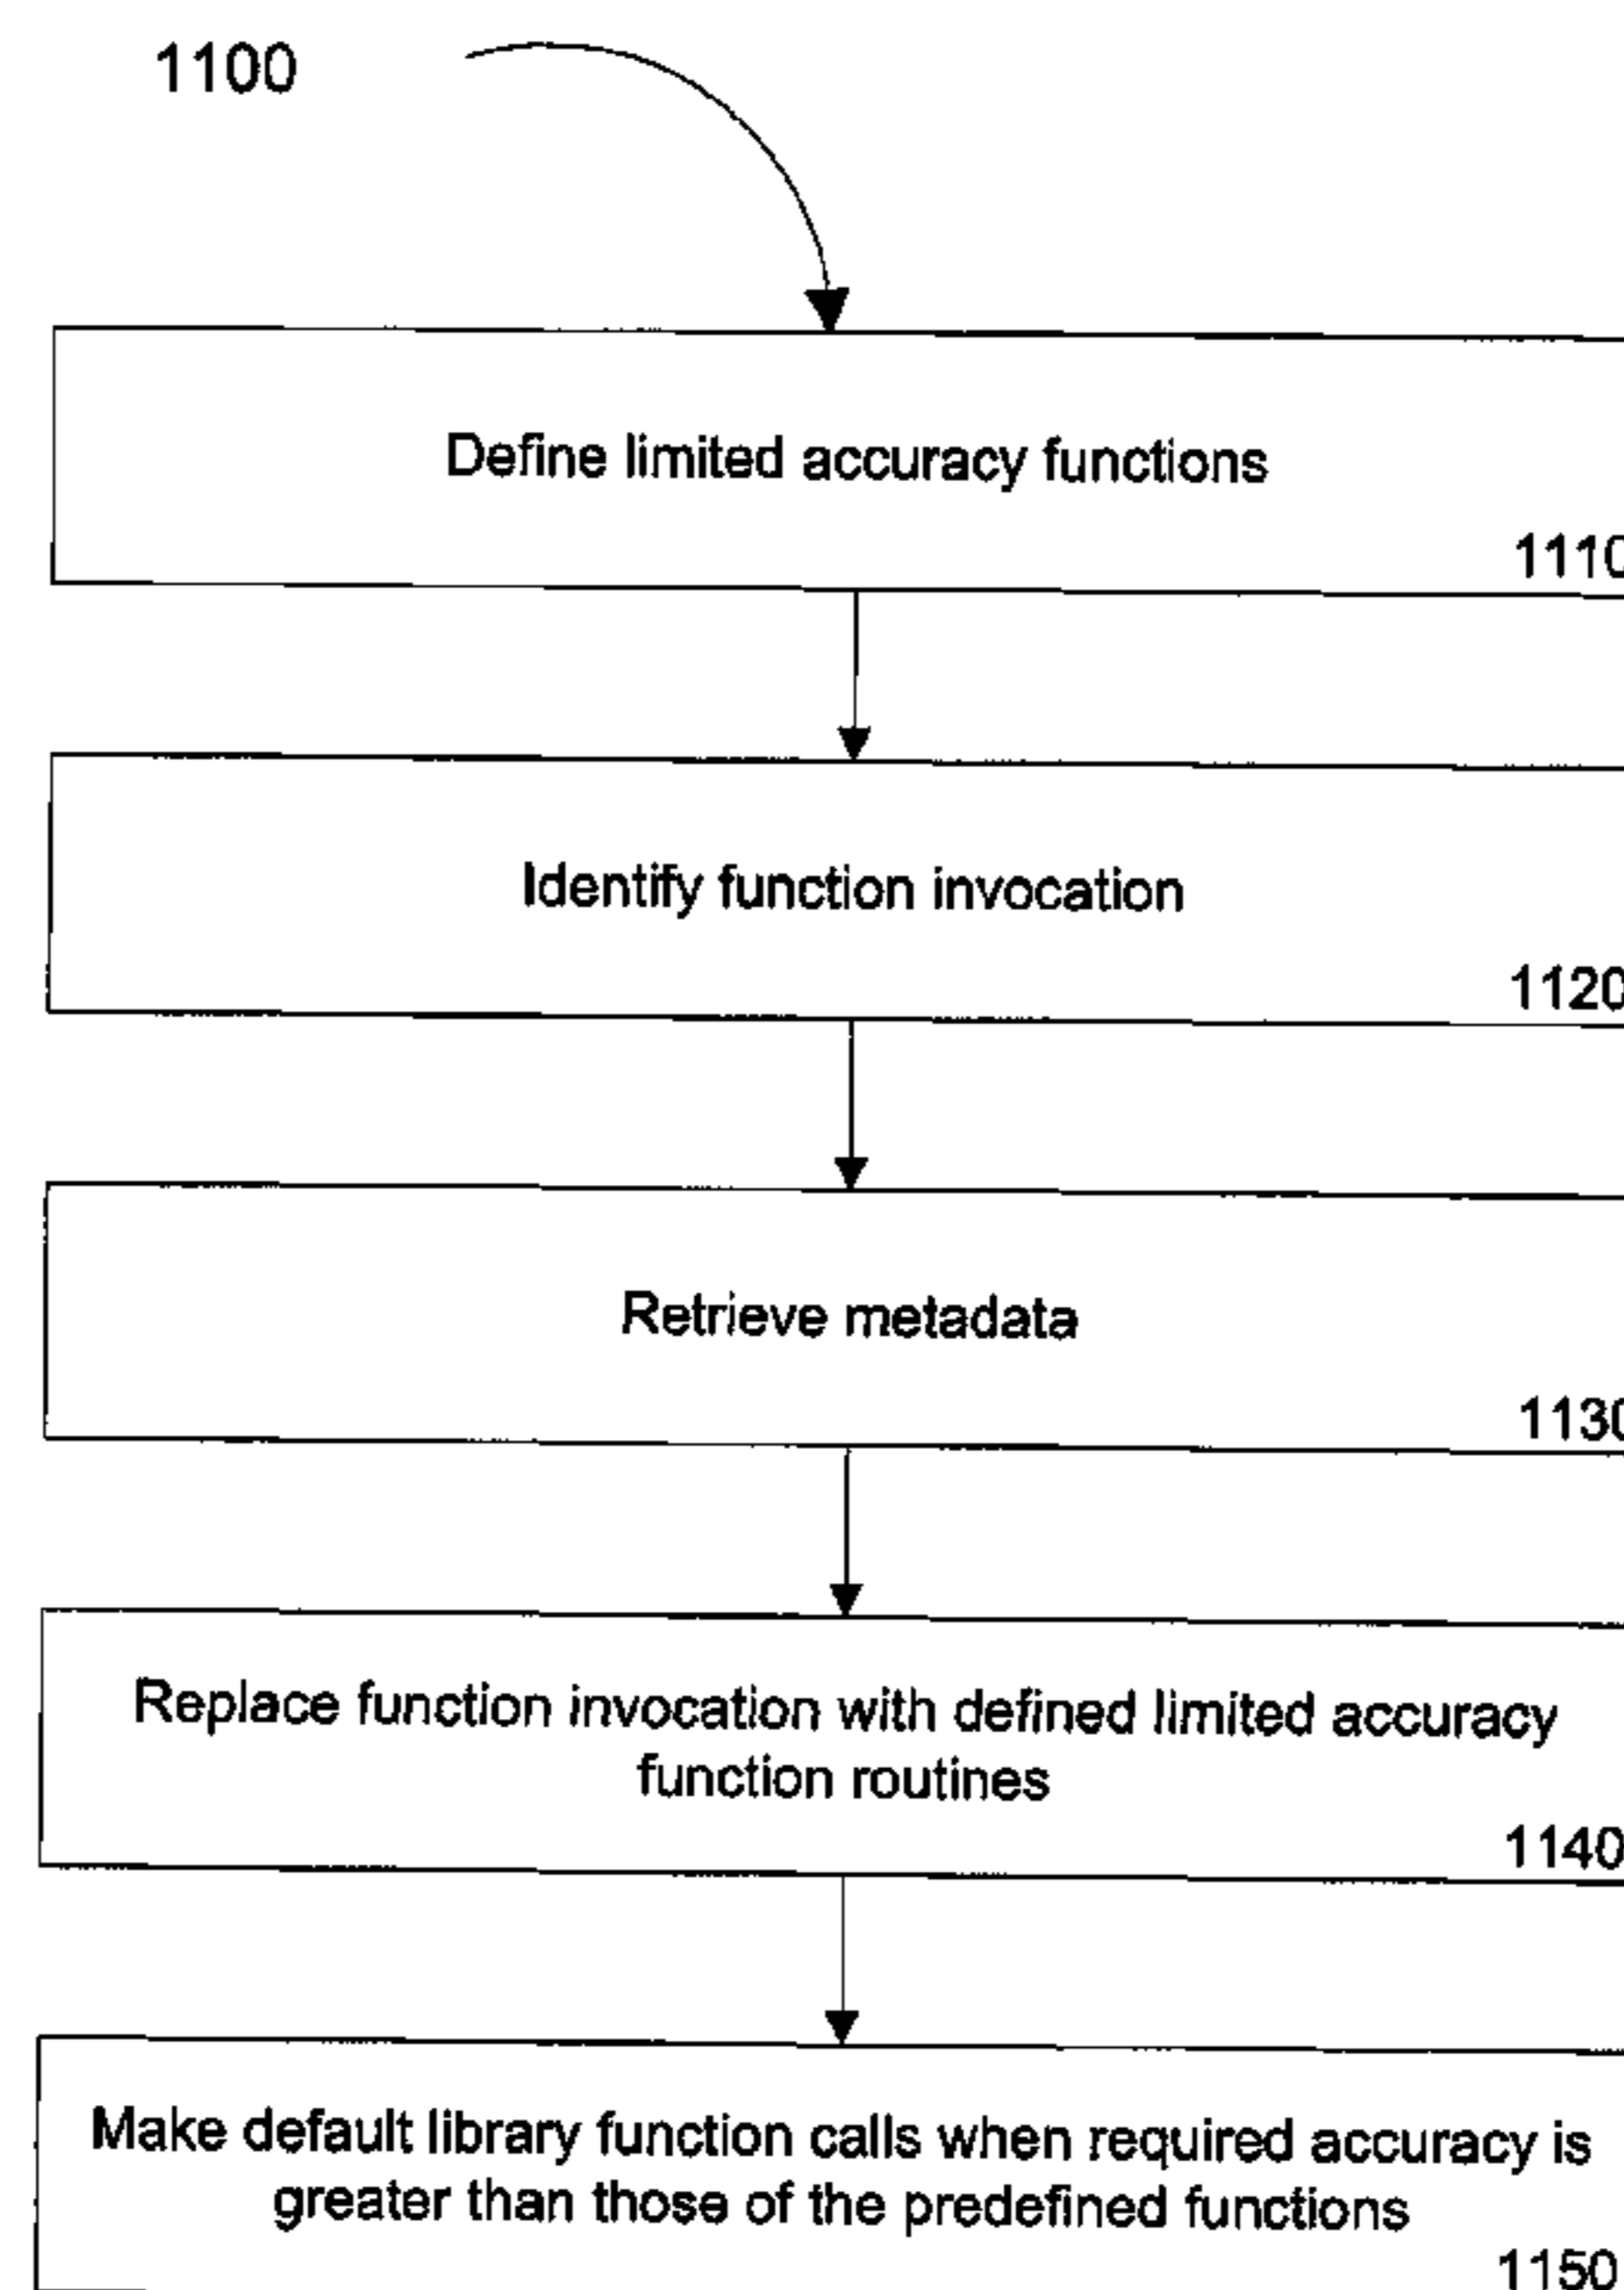 1100
Define limited accuracy functions
1110
Identify function invocation
1120
Retrieve metadata
1130
Replace function invocation with defined limited accuracy
function routines
1140
Make default library function calls when required accuracy is
greater than those of the predefined functions
1150